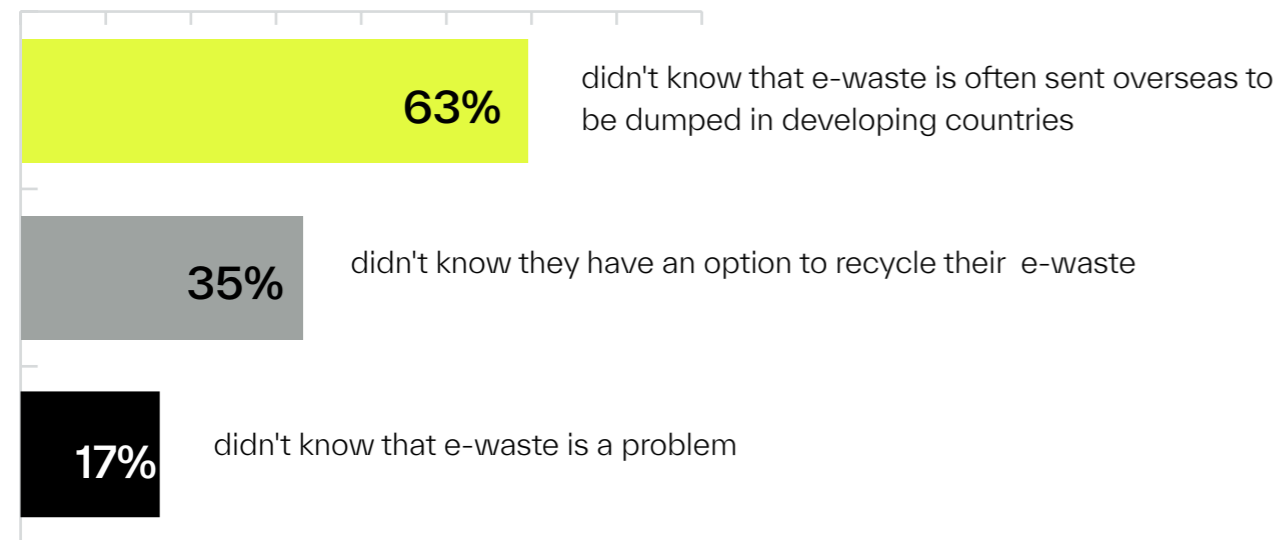 63%
didn't know that e-waste is often sent overseas to
be dumped in developing countries
35%
didn't know they have an option to recycle their  e-waste
17%
didn't know that e-waste is a problem